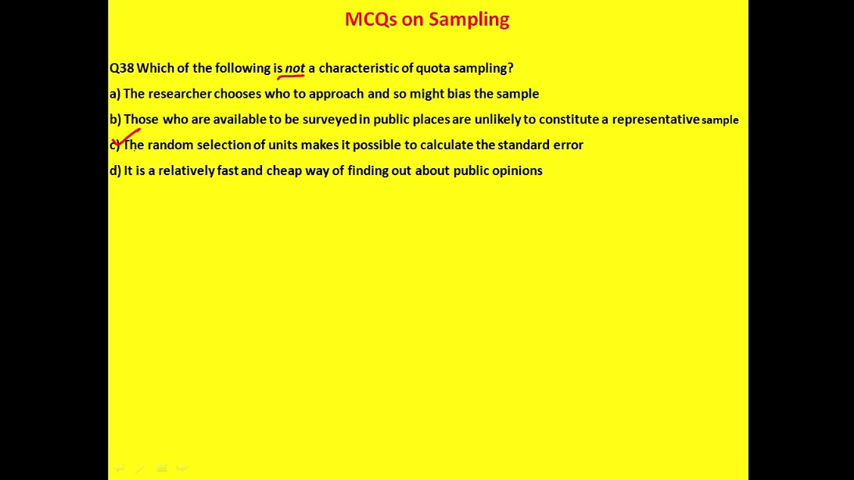 MCQs on Sampling
Q38 Which of the following is not a characteristic of quota sampling?
a) The researcher chooses who to approach and so might bias the sample
b) Those who are available to be surveyed in public places are unlikely to constitute a representative sample
c) The random selection of units makes it possible to calculate the standard error
d) It is a relatively fast and cheap way of finding out about public opinions